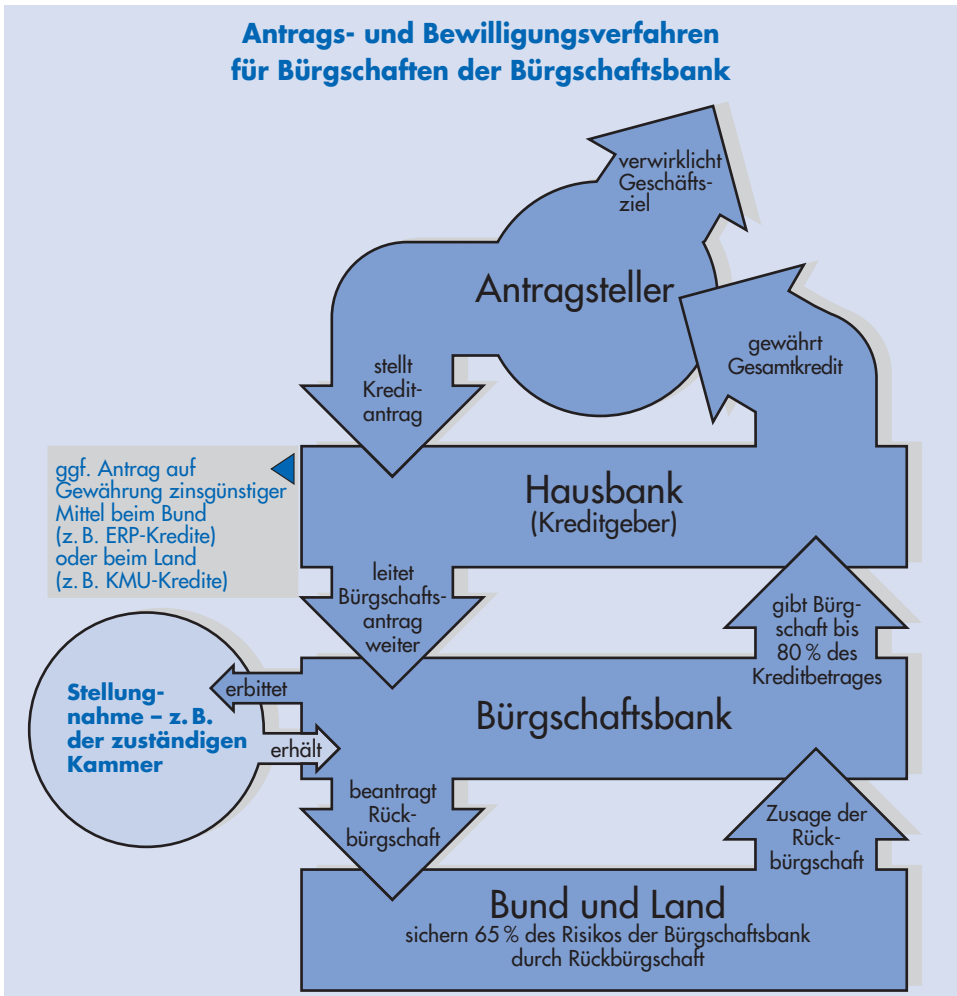 Antrags- und Bewilligungsverfahren
für Bürgschaften der Bürgschaftsbank
verwirklicht
Geschäfts-
ziel
Antragsteller
stellt
Kredit-
antrag
gewährt
Gesamtkredit
ggf. Antrag auf
Gewährung zinsgünstiger
Mittel beim Bund
(z. B. ERP-Kredite)
oder beim Land
(z. B. KMU-Kredite)
Hausbank
(Kreditgeber)
leitet
Bürgschafts-
antrag
weiter
gibt Bürg-
schaft bis
80 % des
Kreditbetrages
Stellung-
nahme – z. B.
der zuständigen
Kammer
erbittet
erhält
Bürgschaftsbank
beantragt
Rück-
bürgschaft
Zusage der
Rück-
bürgschaft
Bund und Land
sichern 65 % des Risikos der Bürgschaftsbank
durch Rückbürgschaft